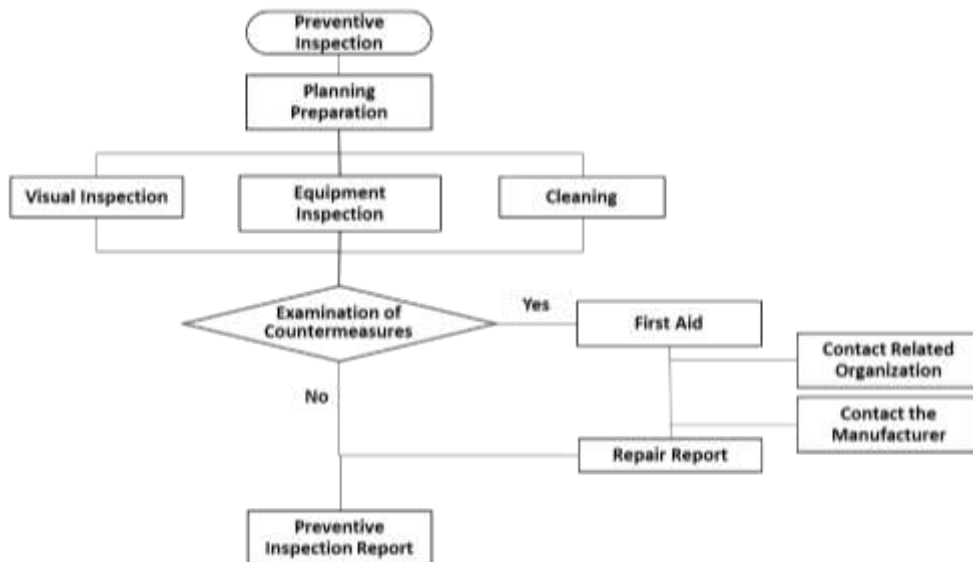 Preventive
Inspection
Planning
Preparation
Visual Inspection
Equipment
Inspection
Cleaning
Examination of
Countermeasures
Yes
First Aid
Contact Related
Organization
No
Contact the
Manufacturer
Repair Report
Preventive
Inspection Report